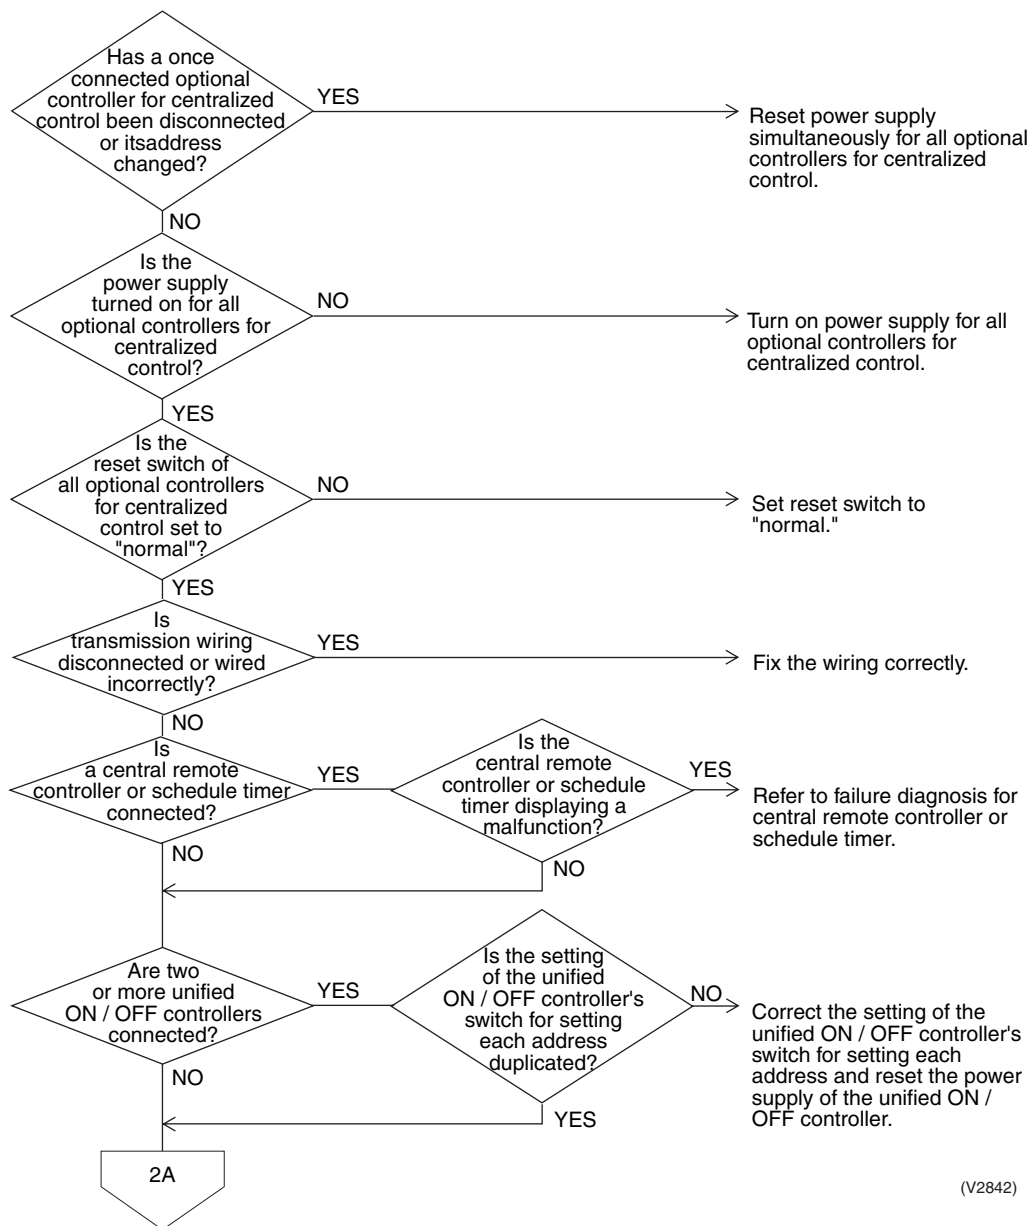 Has a once
connected optional
controller for centralized
control been disconnected
or itsaddress
changed?
YES
Reset power supply
simultaneously for all optional
controllers for centralized
control.
NO
Is the
power supply
turned on for all
optional controllers for
centralized
control?
NO
Turn on power supply for all
optional controllers for
centralized control.
YES
Is the
reset switch of
all optional controllers
for centralized
control set to
"normal"?
NO
Set reset switch to
"normal."
YES
Is
transmission wiring
disconnected or wired
incorrectly?
YES
Fix the wiring correctly.
NO
Is
a central remote
controller or schedule timer
connected?
YES
Is the
central remote
controller or schedule
timer displaying a
malfunction?
YES
Refer to failure diagnosis for
central remote controller or
schedule timer.
NO
NO
Are two
or more unified
ON / OFF controllers
connected?
YES
Is the setting
of the unified
ON / OFF controller's
switch for setting
each address
duplicated?
NO
Correct the setting of the
unified ON / OFF controller's
switch for setting each
address and reset the power
supply of the unified ON /
OFF controller.
NO
YES
2A
(V2842)